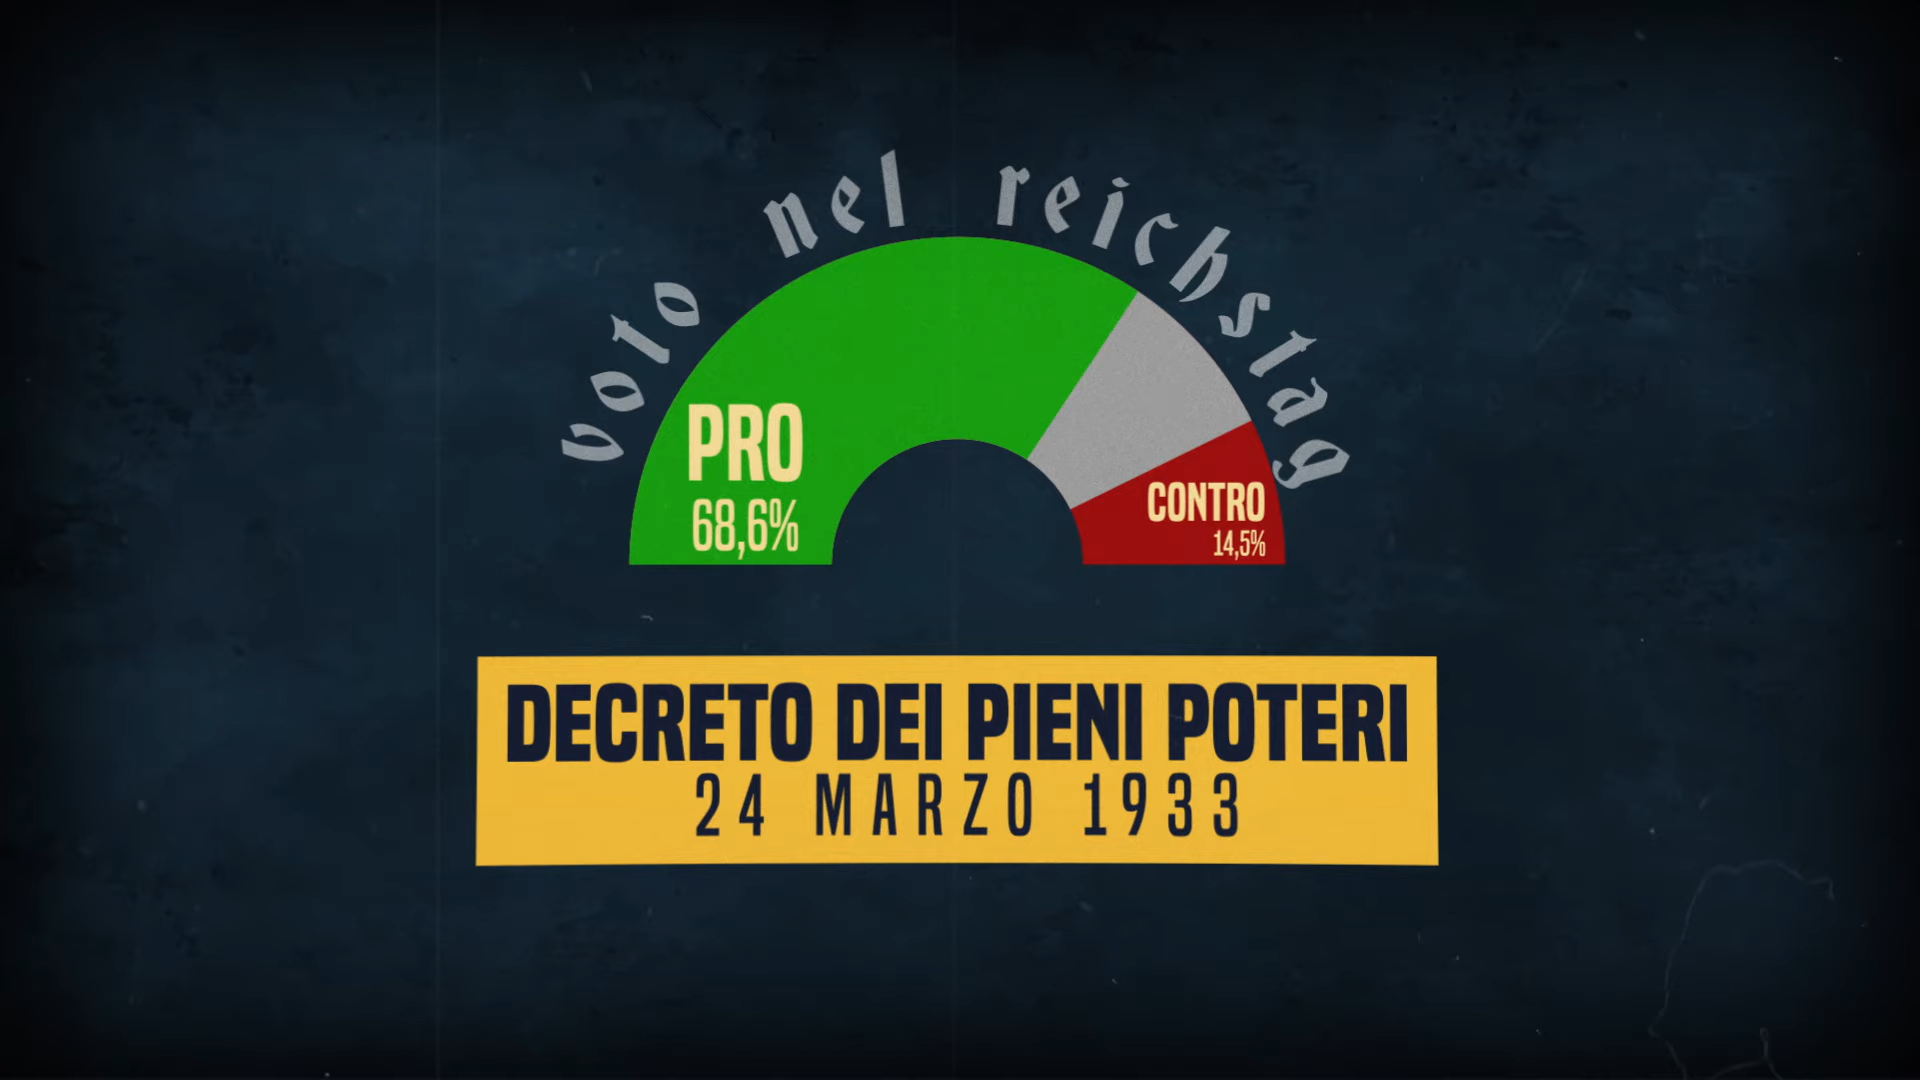 voto nel reichstag
PRO
68,6%
CONTRO
14,5%
DECRETO DEI PIENI POTERI
24 MARZO 1933